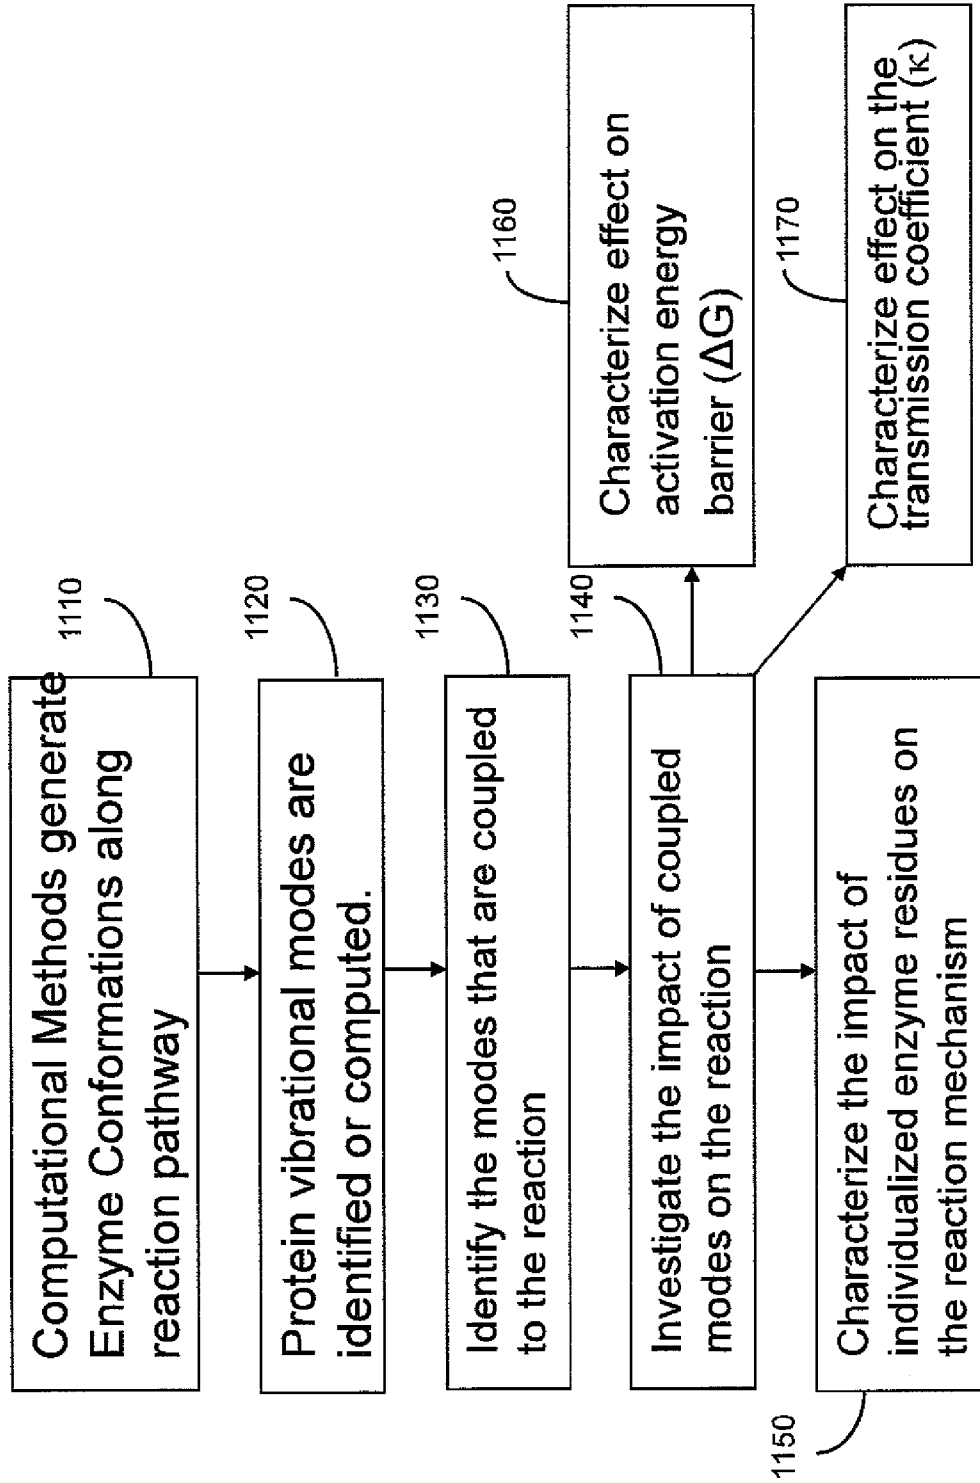 1110
Computational Methods generate
Enzyme Conformations along
reaction pathway
1120
Protein vibrational modes are
identified or computed.
1130
Identify the modes that are coupled
to the reaction
1140
Investigate the impact of coupled
modes on the reaction
1150
Characterize the impact of
individualized enzyme residues on
the reaction mechanism
1160
Characterize effect on
activation energy
barrier (ΔG)
1170
Characterize effect on the
transmission coefficient (κ)